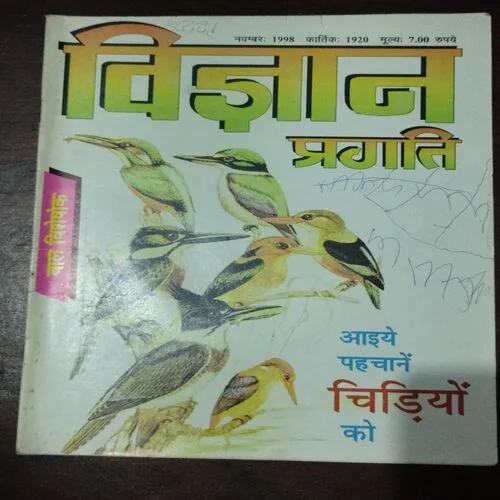 नवम्बर: 1998 कार्तिक: 1920 मूल्य: 7.00 रुपये
विज्ञान
प्रगति
बाल विशेषांक
आइये
पहचानें
चिड़ियों
को